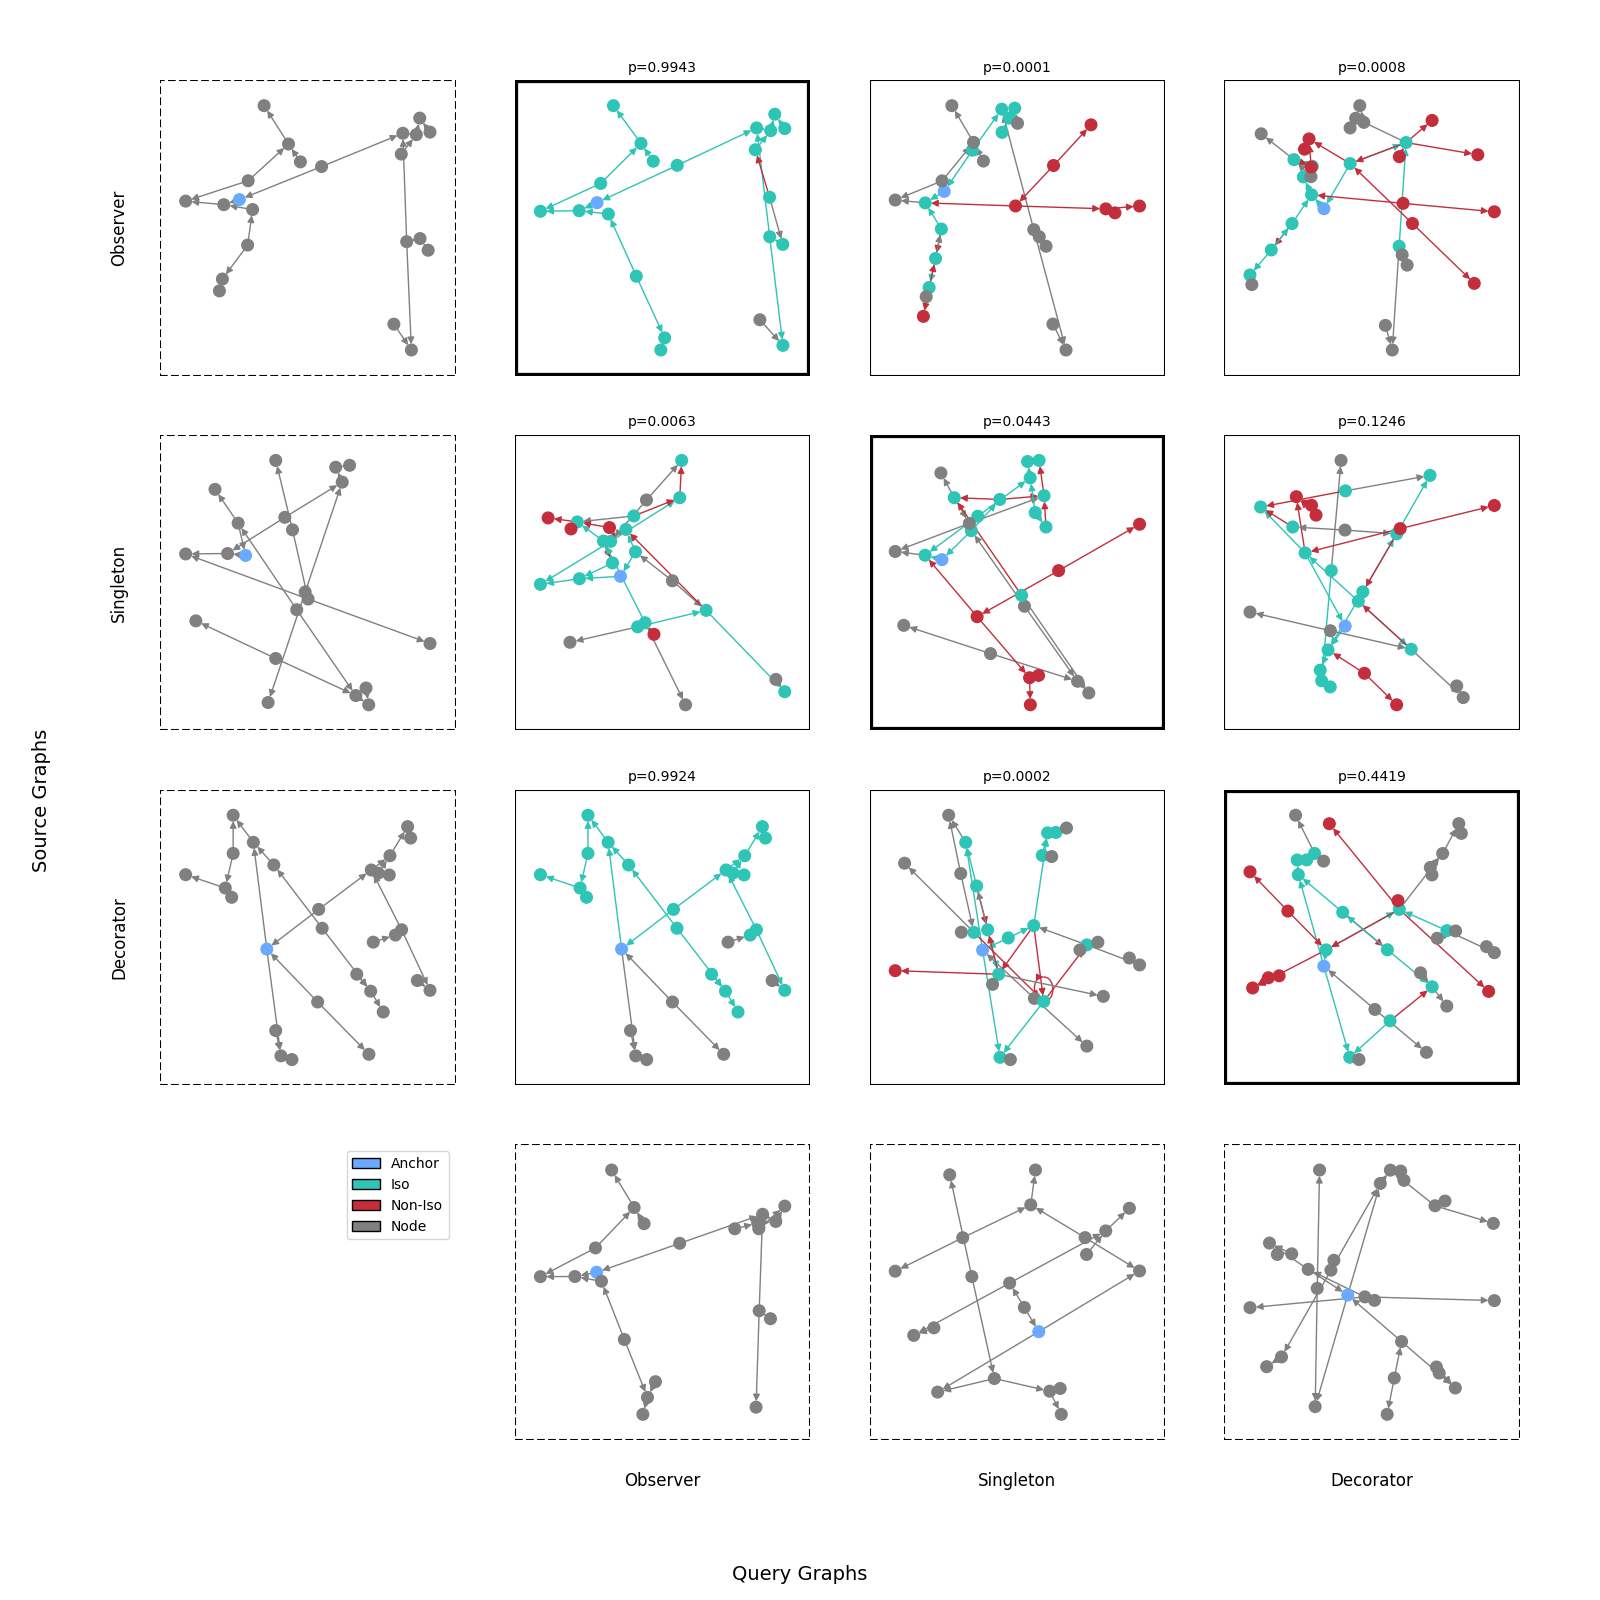 p=0.9943
p=0.0001
p=0.0008
Observer
p=0.0063
p=0.0443
p=0.1246
Singleton
Source Graphs
p=0.9924
p=0.0002
p=0.4419
Decorator
Anchor
Iso
Non-Iso
Node
Observer
Singleton
Decorator
Query Graphs